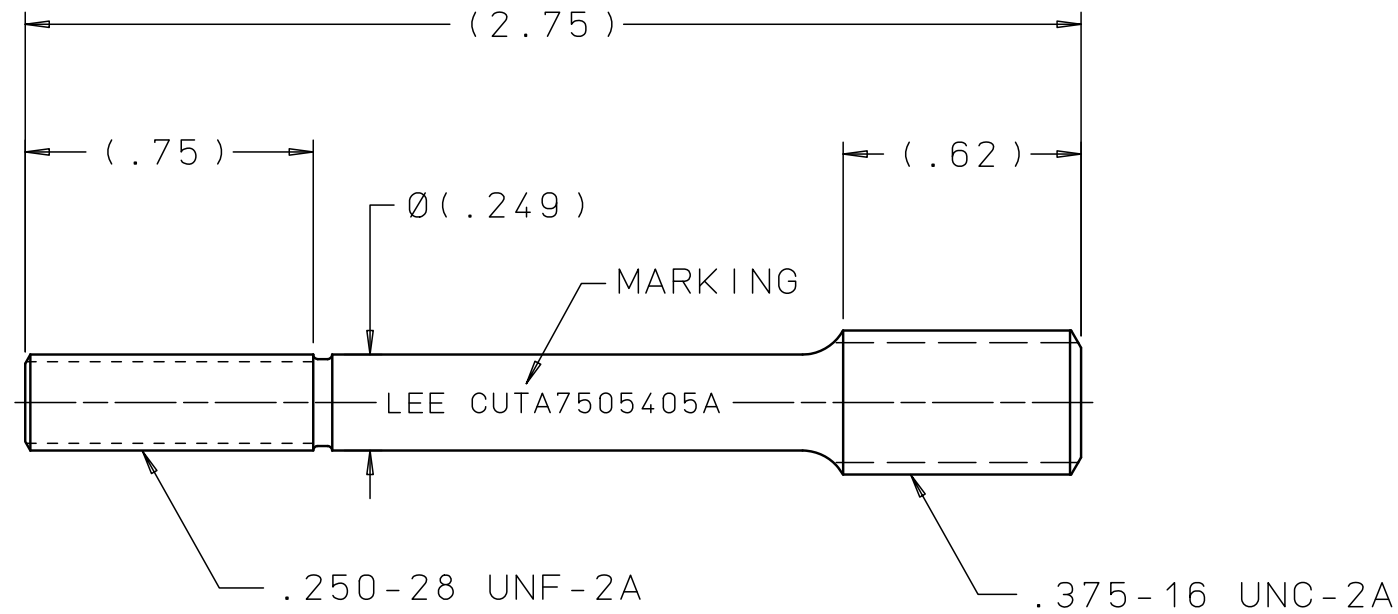 (2.75)
(.75)
(.62)
Ø(.249)
MARKING
LEE CUTA7505405A
.250-28 UNF-2A
.375-16 UNC-2A